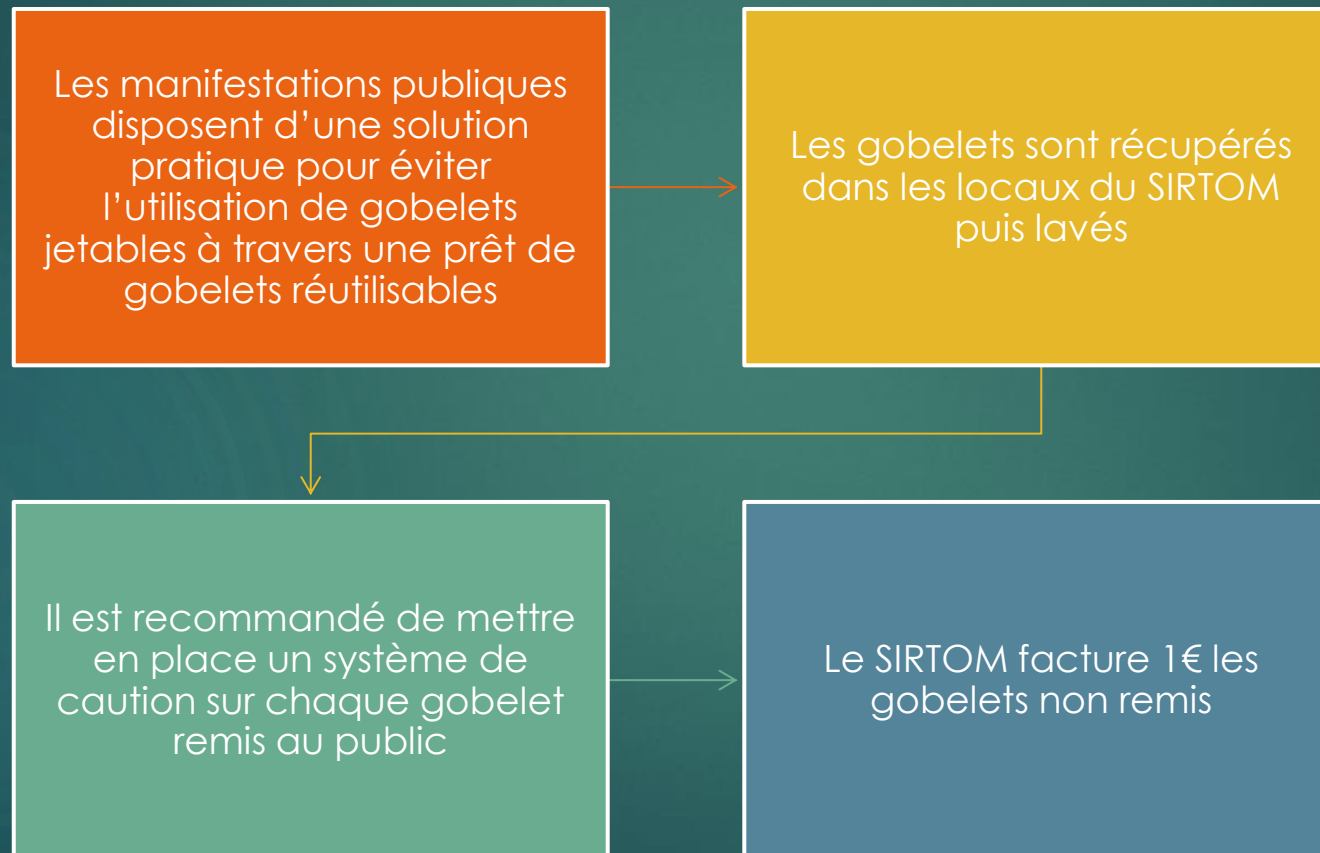 Les manifestations publiques
disposent d’une solution
pratique pour éviter
l’utilisation de gobelets
jetables à travers une prêt de
gobelets réutilisables
Les gobelets sont récupérés
dans les locaux du SIRTOM
puis lavés
Il est recommandé de mettre
en place un système de
caution sur chaque gobelet
remis au public
Le SIRTOM facture 1€ les
gobelets non remis